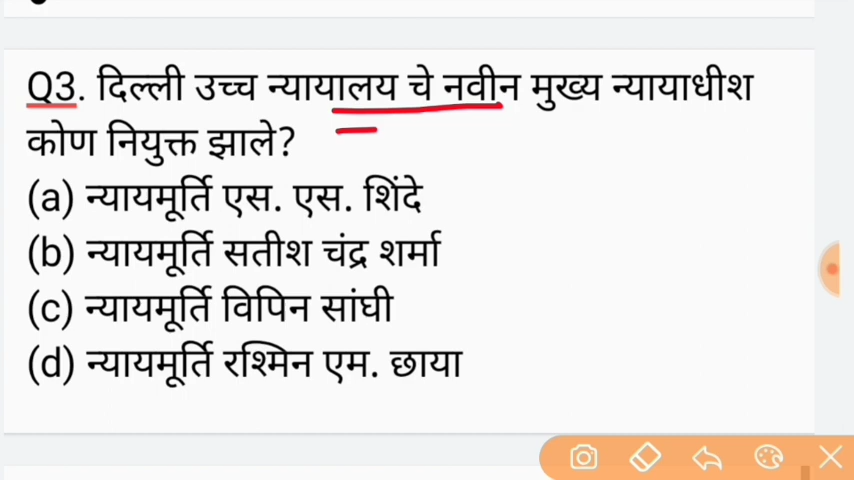 Q3. दिल्ली उच्च न्यायालय चे नवीन मुख्य न्यायाधीश
कोण नियुक्त झाले?
(a) न्यायमूर्ति एस. एस. शिंदे
(b) न्यायमूर्ति सतीश चंद्र शर्मा
(c) न्यायमूर्ति विपिन सांघी
(d) न्यायमूर्ति रश्मिन एम. छाया